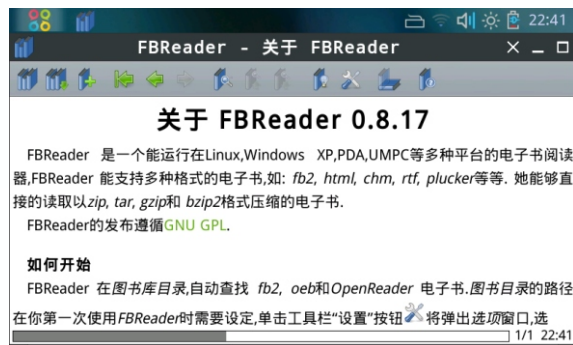 22:41
FBReader - 关于 FBReader
关于 FBReader 0.8.17
FBReader 是一个能运行在Linux,Windows XP,PDA,UMPC等多种平台的电子书阅读
器,FBReader 能支持多种格式的电子书,如: fb2, html, chm, rtf, plucker等等. 她能够直
接的读取以zip, tar, gzip和 bzip2格式压缩的电子书.
FBReader的发布遵循GNU GPL.
如何开始
FBReader 在图书库目录,自动查找 fb2, oeb和OpenReader 电子书.图书目录的路径
在你第一次使用FBReader时需要设定,单击工具栏“设置”按钮将弹出选项窗口,选
1/1 22:41